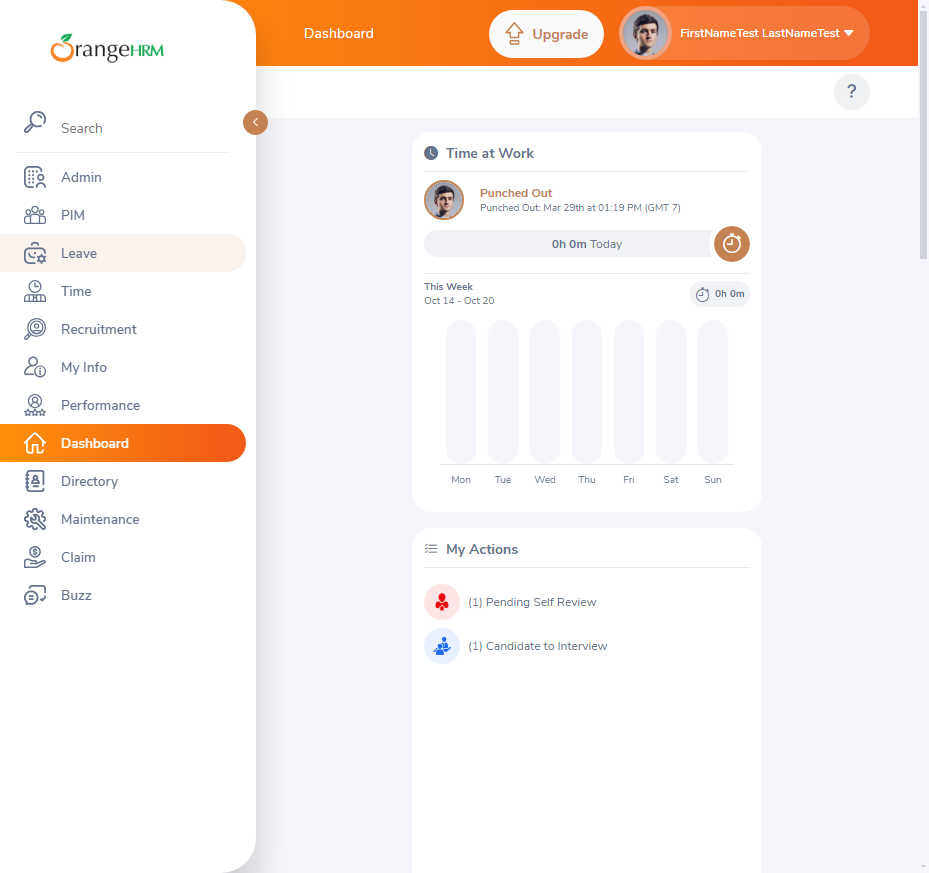 OrangeHRM
Dashboard
Upgrade
FirstNameTest LastNameTest
?
Search
Admin
PIM
Leave
Time
Recruitment
My Info
Performance
Dashboard
Directory
Maintenance
Claim
Buzz
Time at Work
Punched Out
Punched Out: Mar 29th at 01:19 PM (GMT 7)
0h 0m Today
This Week
Oct 14 - Oct 20
0h 0m
Mon Tue Wed Thu Fri Sat Sun
My Actions
(1) Pending Self Review
(1) Candidate to Interview